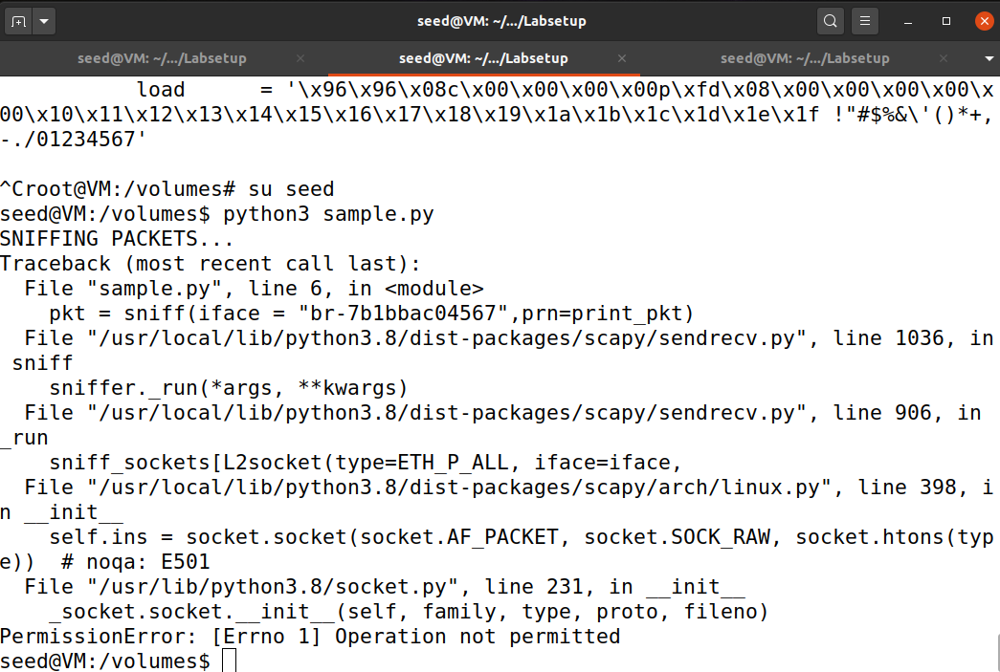 seed@VM: ~/.../Labsetup
seed@VM: ~/.../Labsetup seed@VM: ~/.../Labsetup seed@VM: ~/.../Labsetup
load = '\x96\x96\x08c\x00\x00\x00\x00p\xfd\x08\x00\x00\x00\x00\x
00\x10\x11\x12\x13\x14\x15\x16\x17\x18\x19\x1a\x1b\x1c\x1d\x1e\x1f !"#$%&\'()*+,
-./01234567'
^Croot@VM:/volumes# su seed
seed@VM:/volumes$ python3 sample.py
SNIFFING PACKETS...
Traceback (most recent call last):
  File "sample.py", line 6, in <module>
    pkt = sniff(iface = "br-7b1bbac04567",prn=print_pkt)
  File "/usr/local/lib/python3.8/dist-packages/scapy/sendrecv.py", line 1036, in
 sniff
    sniffer._run(*args, **kwargs)
  File "/usr/local/lib/python3.8/dist-packages/scapy/sendrecv.py", line 906, in
_run
    sniff_sockets[L2socket(type=ETH_P_ALL, iface=iface,
  File "/usr/local/lib/python3.8/dist-packages/scapy/arch/linux.py", line 398, i
n __init__
    self.ins = socket.socket(socket.AF_PACKET, socket.SOCK_RAW, socket.htons(typ
e))  # noqa: E501
  File "/usr/lib/python3.8/socket.py", line 231, in __init__
    _socket.socket.__init__(self, family, type, proto, fileno)
PermissionError: [Errno 1] Operation not permitted
seed@VM:/volumes$